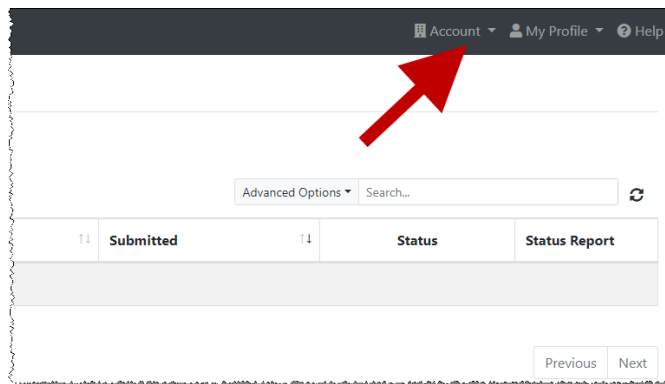 Account My Profile Help
Advanced Options Search...
Submitted Status Status Report
Previous Next